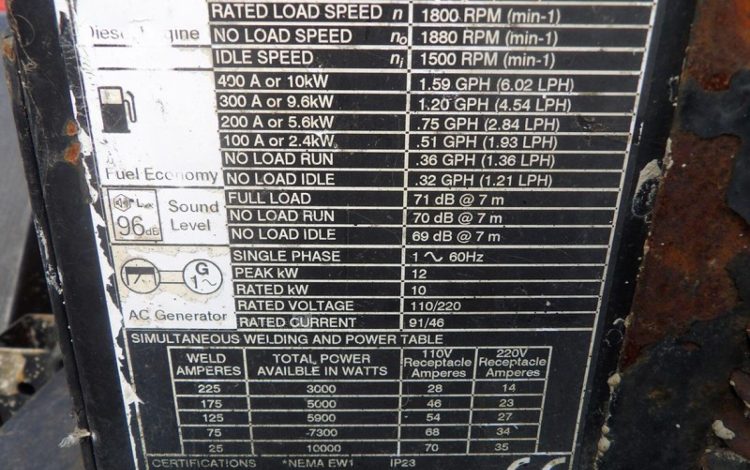 RATED LOAD SPEED n 1800 RPM (min-1)
Diesel Engine NO LOAD SPEED n₀ 1880 RPM (min-1)
IDLE SPEED nᵢ 1500 RPM (min-1)
400 A or 10kW 1.59 GPH (6.02 LPH)
300 A or 9.6kW 1.20 GPH (4.54 LPH)
200 A or 5.6kW .75 GPH (2.84 LPH)
100 A or 2.4kW .51 GPH (1.93 LPH)
NO LOAD RUN .36 GPH (1.36 LPH)
Fuel Economy NO LOAD IDLE .32 GPH (1.21 LPH)
FULL LOAD 71 dB @ 7 m
96dB Sound Level NO LOAD RUN 70 dB @ 7 m
NO LOAD IDLE 69 dB @ 7 m
SINGLE PHASE 1 ∿ 60Hz
G 1∿ PEAK kW 12
RATED kW 10
RATED VOLTAGE 110/220
AC Generator RATED CURRENT 91/46
SIMULTANEOUS WELDING AND POWER TABLE
WELD AMPERES TOTAL POWER AVAILBLE IN WATTS 110V Receptacle Amperes 220V Receptacle Amperes
225 3000 28 14
175 5000 46 23
125 5900 54 27
75 -7300 68 34
25 10000 70 35
CERTIFICATIONS *NEMA EW1 IP23 CE